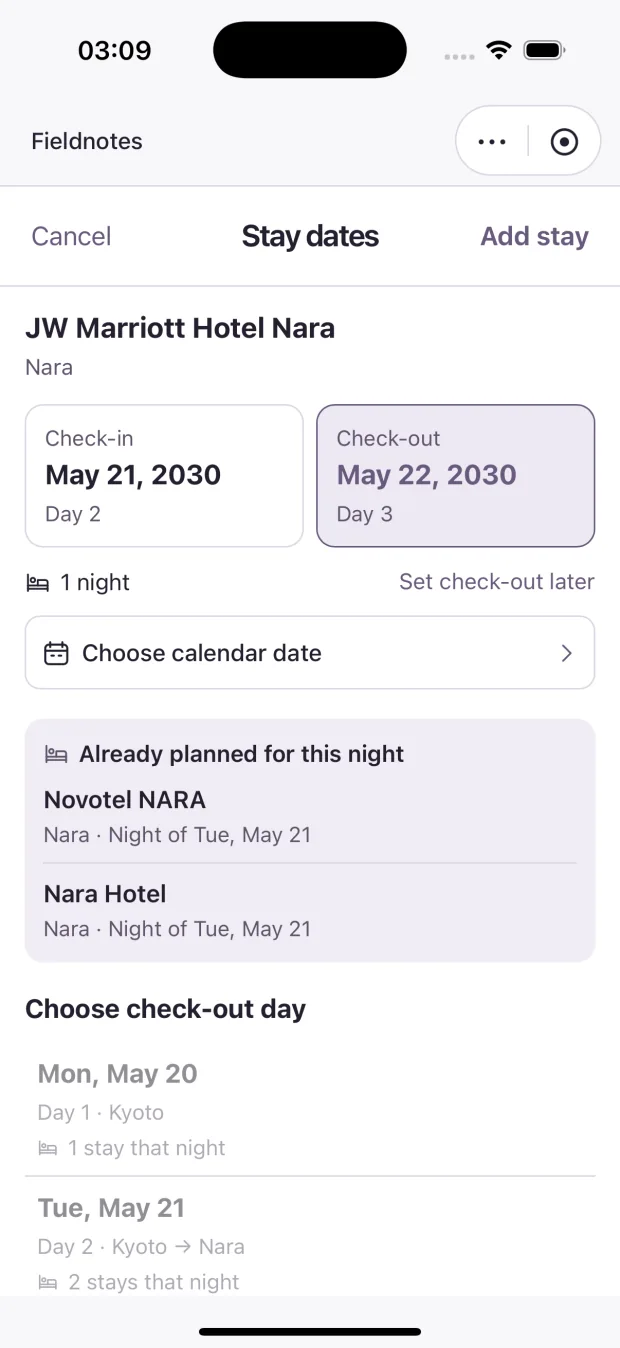 03:09
Fieldnotes
Cancel
Stay dates
Add stay
JW Marriott Hotel Nara
Nara
Check-in
May 21, 2030
Day 2
Check-out
May 22, 2030
Day 3
1 night
Set check-out later
Choose calendar date
Already planned for this night
Novotel NARA
Nara · Night of Tue, May 21
Nara Hotel
Nara · Night of Tue, May 21
Choose check-out day
Mon, May 20
Day 1 · Kyoto
1 stay that night
Tue, May 21
Day 2 · Kyoto → Nara
2 stays that night